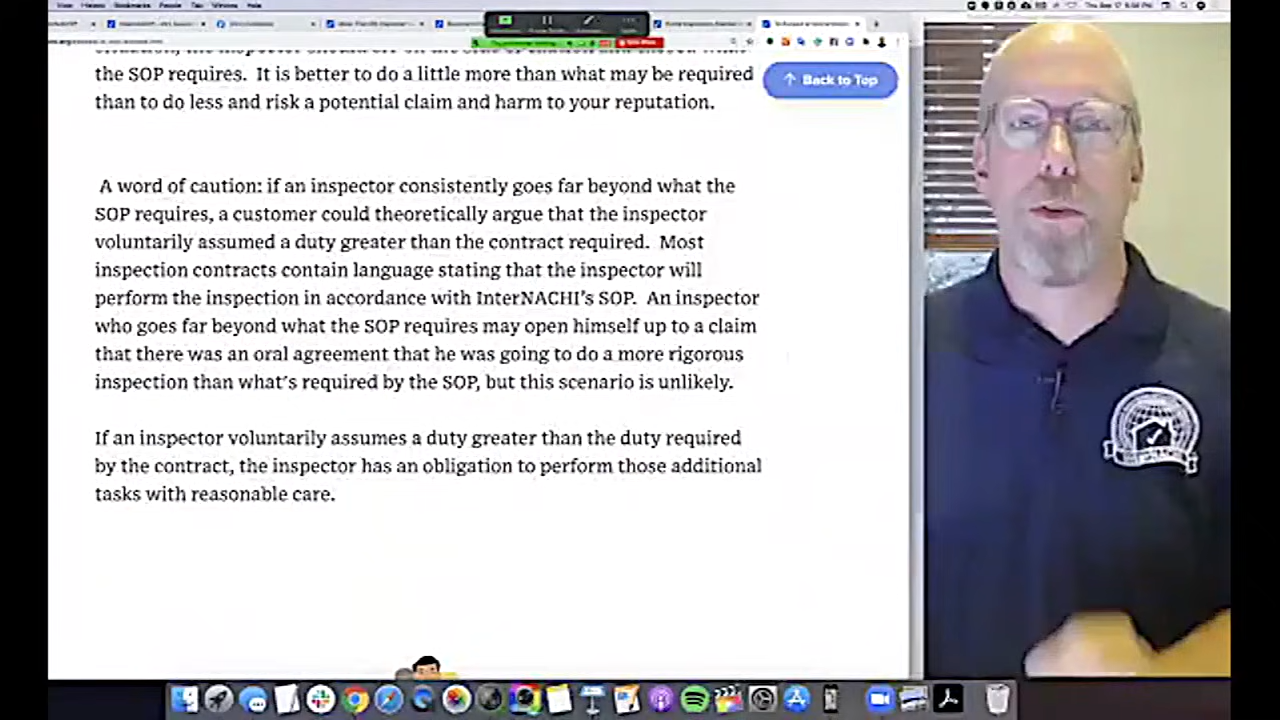 View History Bookmarks People Tab Window Help
the SOP requires.  It is better to do a little more than what may be required
than to do less and risk a potential claim and harm to your reputation.
↑ Back to Top
A word of caution: if an inspector consistently goes far beyond what the
SOP requires, a customer could theoretically argue that the inspector
voluntarily assumed a duty greater than the contract required.  Most
inspection contracts contain language stating that the inspector will
perform the inspection in accordance with InterNACHI's SOP.  An inspector
who goes far beyond what the SOP requires may open himself up to a claim
that there was an oral agreement that he was going to do a more rigorous
inspection than what's required by the SOP, but this scenario is unlikely.
If an inspector voluntarily assumes a duty greater than the duty required
by the contract, the inspector has an obligation to perform those additional
tasks with reasonable care.